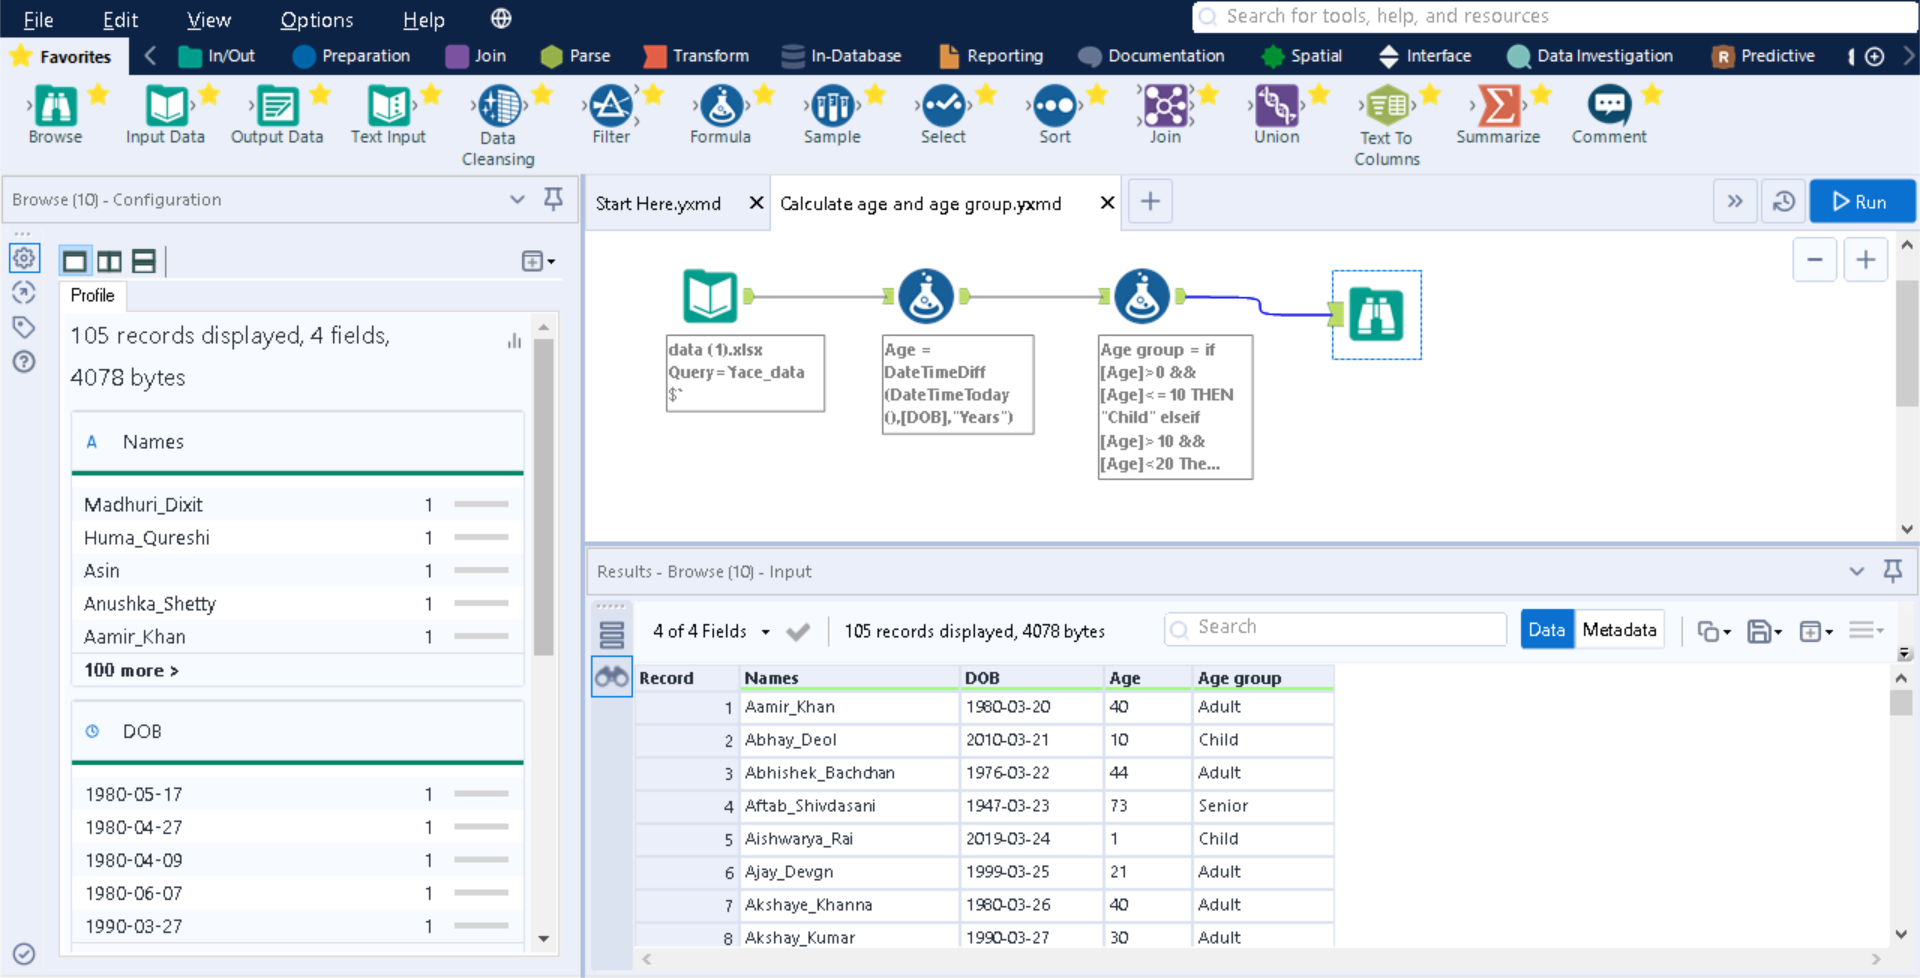 File Edit View Options Help
Search for tools, help, and resources
Favorites In/Out Preparation Join Parse Transform In-Database Reporting Documentation Spatial Interface Data Investigation R Predictive
Browse Input Data Output Data Text Input Data Cleansing Filter Formula Sample Select Sort Join Union Text To Columns Summarize Comment
Browse (10) - Configuration
Start Here.yxmd
Calculate age and age group.yxmd
Run
Profile
105 records displayed, 4 fields,
4078 bytes
A Names
Madhuri_Dixit 1
Huma_Qureshi 1
Asin 1
Anushka_Shetty 1
Aamir_Khan 1
100 more >
DOB
1980-05-17 1
1980-04-27 1
1980-04-09 1
1980-06-07 1
1990-03-27 1
data (1).xlsx
Query=`face_data
$`
Age =
DateTimeDiff
(DateTimeToday
(),[DOB],"Years")
Age group = if
[Age]>0 &&
[Age]<=10 THEN
"Child" elseif
[Age]>10 &&
[Age]<20 The...
Results - Browse (10) - Input
4 of 4 Fields
105 records displayed, 4078 bytes
Search
Data Metadata
Record Names DOB Age Age group
1 Aamir_Khan 1980-03-20 40 Adult
2 Abhay_Deol 2010-03-21 10 Child
3 Abhishek_Bachchan 1976-03-22 44 Adult
4 Aftab_Shivdasani 1947-03-23 73 Senior
5 Aishwarya_Rai 2019-03-24 1 Child
6 Ajay_Devgn 1999-03-25 21 Adult
7 Akshaye_Khanna 1980-03-26 40 Adult
8 Akshay_Kumar 1990-03-27 30 Adult